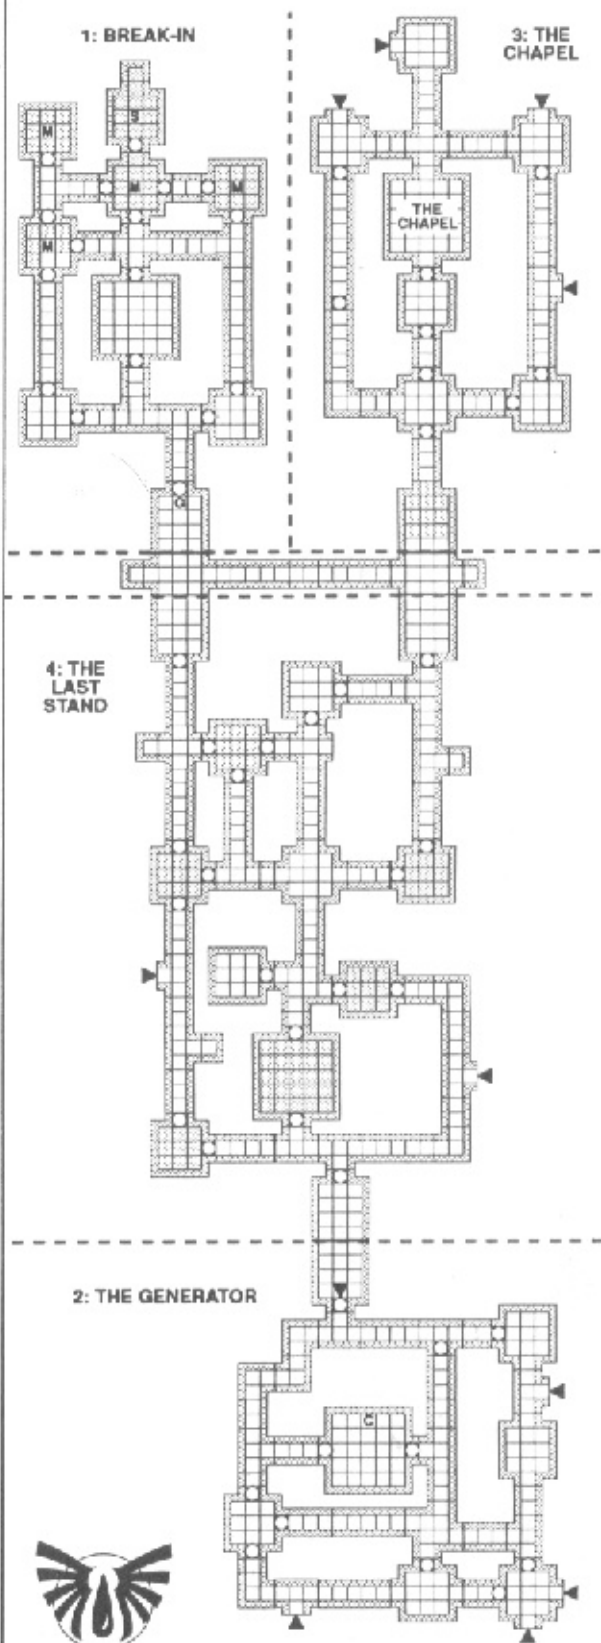 1: BREAK-IN
3: THE
CHAPEL
S
M
M
M
M
THE
CHAPEL
4: THE
LAST
STAND
2: THE GENERATOR